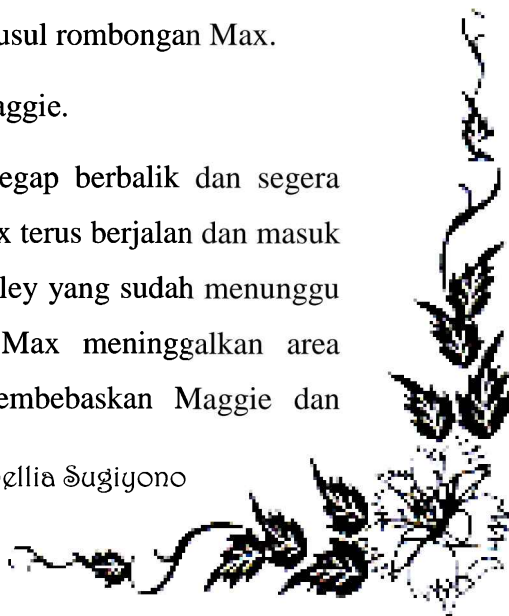 usul rombongan Max.
aggie.
egap berbalik dan segera
x terus berjalan dan masuk
ley yang sudah menunggu
Max meninggalkan area
embebaskan Maggie dan
ellia Sugiyono